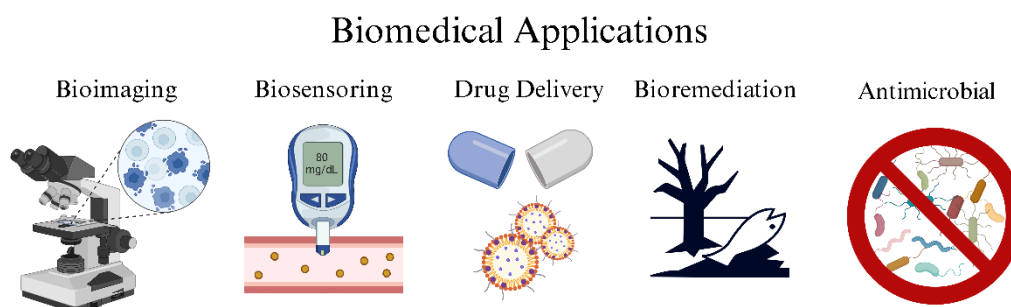 Biomedical Applications
Bioimaging
Biosensoring
Drug Delivery
Bioremediation
Antimicrobial
80
mg/dL